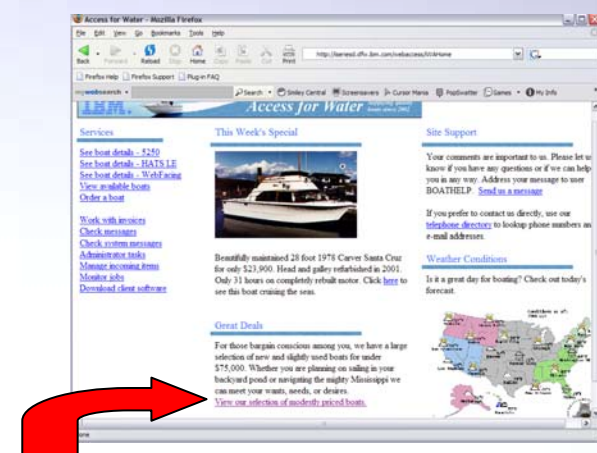 Access for Water - Mozilla Firefox
File Edit View Go Bookmarks Tools Help
Back Forward Reload Stop Home Print
Firefox Help Firefox Support Plug-in FAQ
mywebsearch Search Smiley Central Screensavers Cursor Mania PopSwatter Games My Info
IBM. Access for Water
Services
See boat details - 5250
See boat details - HATS LE
See boat details - WebFacing
View available boats
Order a boat
Work with invoices
Check messages
Check system messages
Administrator tasks
Manage incoming items
Monitor jobs
Download client software
This Week's Special
Beautifully maintained 28 foot 1978 Carver Santa Cruz
for only $23,900. Head and galley refurbished in 2001.
Only 31 hours on completely rebuilt motor. Click here to
see this boat cruising the seas.
Great Deals
For those bargain conscious among you, we have a large
selection of new and slightly used boats for under
$75,000. Whether you are planning on sailing in your
backyard pond or navigating the mighty Mississippi we
can meet your wants, needs, or desires.
View our selection of modestly priced boats.
Site Support
Your comments are important to us. Please let us
know if you have any questions or if we can help
you in any way. Address your message to user
BOATHELP. Send us a message
If you prefer to contact us directly, use our
telephone directory to lookup phone numbers an
e-mail addresses.
Weather Conditions
Is it a great day for boating? Check out today's
forecast.